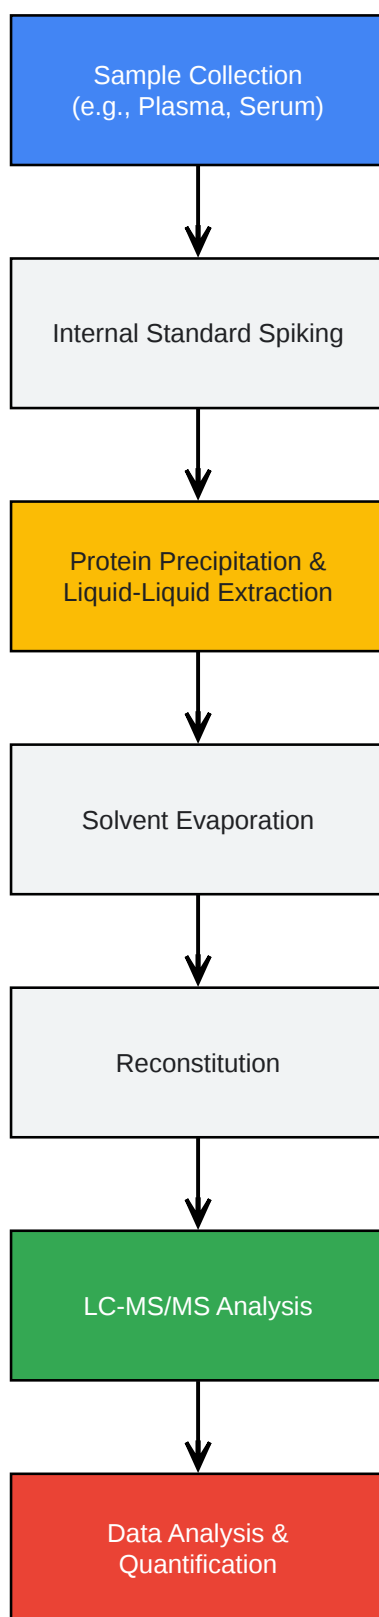 Sample Collection
(e.g., Plasma, Serum)
Internal Standard Spiking
Protein Precipitation &
Liquid-Liquid Extraction
Solvent Evaporation
Reconstitution
LC-MS/MS Analysis
Data Analysis &
Quantification